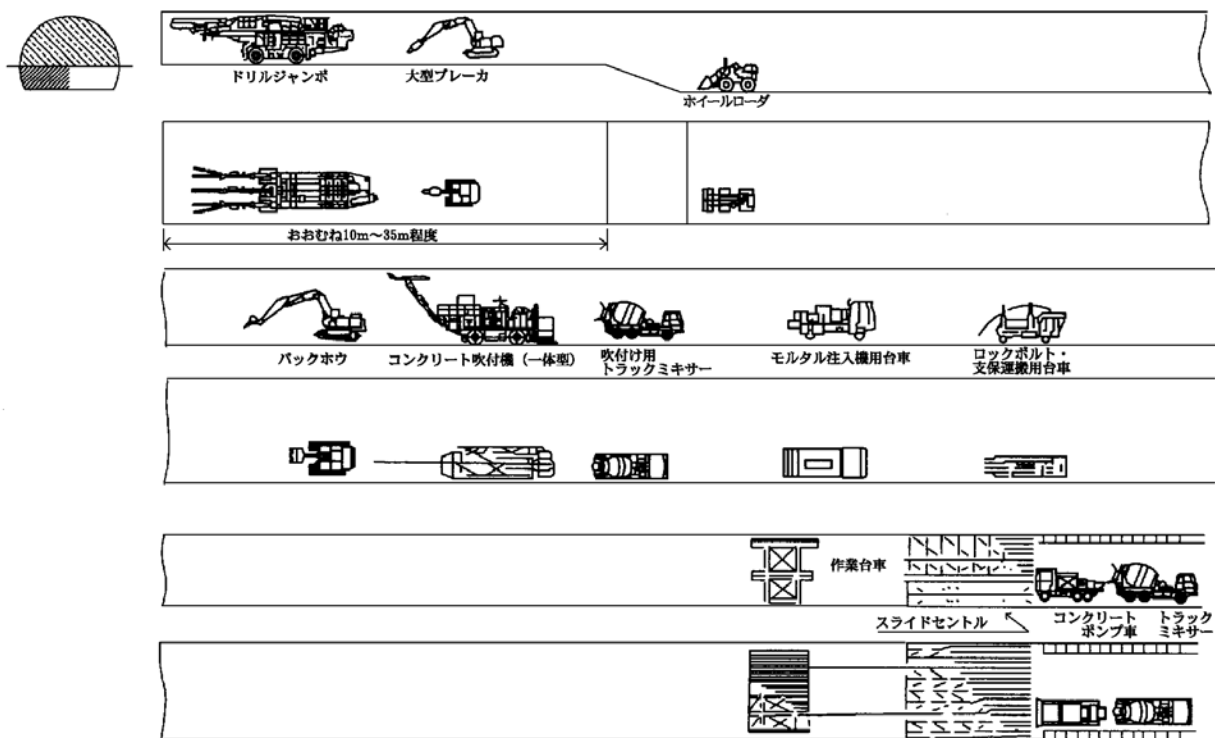 ドリルジャンボ
大型ブレーカ
ホイールローダ
おおむね10m〜35m程度
バックホウ
コンクリート吹付機（一体型）
吹付け用
トラックミキサー
モルタル注入機用台車
ロックボルト・
支保運搬用台車
作業台車
スライドセントル
コンクリート
ポンプ車
トラック
ミキサー